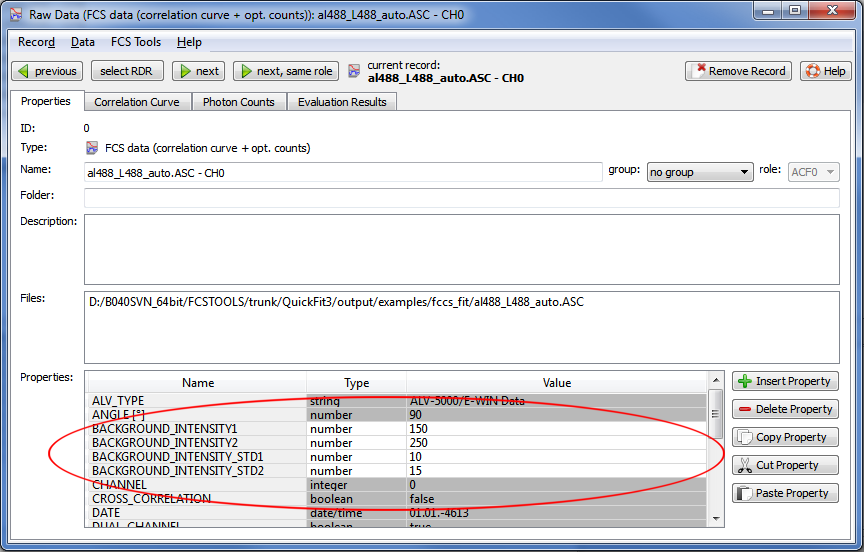 Raw Data (FCS data (correlation curve + opt. counts)): al488_L488_auto.ASC - CH0
Record Data FCS Tools Help
previous select RDR next next, same role current record: Remove Record Help
al488_L488_auto.ASC - CH0
Properties Correlation Curve Photon Counts Evaluation Results
ID: 0
Type: FCS data (correlation curve + opt. counts)
Name: al488_L488_auto.ASC - CH0 group: no group role: ACF0
Folder:
Description:
Files: D:/B040SVN_64bit/FCSTOOLS/trunk/QuickFit3/output/examples/fccs_fit/al488_L488_auto.ASC
Properties: Name Type Value
ALV_TYPE string ALV-5000/E-WIN Data
ANGLE [°] number 90
BACKGROUND_INTENSITY1 number 150
BACKGROUND_INTENSITY2 number 250
BACKGROUND_INTENSITY_STD1 number 10
BACKGROUND_INTENSITY_STD2 number 15
CHANNEL integer 0
CROSS_CORRELATION boolean false
DATE date/time 01.01.-4613
DUAL_CHANNEL boolean true
Insert Property
Delete Property
Copy Property
Cut Property
Paste Property